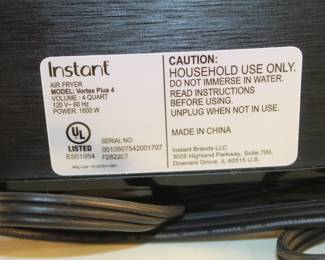 Instant
AIR FRYER
MODEL: Vortex Plus 4
VOLUME: 4 QUART
120 V~ 60 Hz
POWER: 1600 W
UL
LISTED
E501954
SERIAL NO:
0010607542001707
F2822CT
CAUTION:
HOUSEHOLD USE ONLY.
DO NOT IMMERSE IN WATER.
READ INSTRUCTIONS
BEFORE USING.
UNPLUG WHEN NOT IN USE.
MADE IN CHINA
Instant Brands LLC
3025 Highland Parkway, Suite 700,
Downers Grove, IL 60515 U.S.